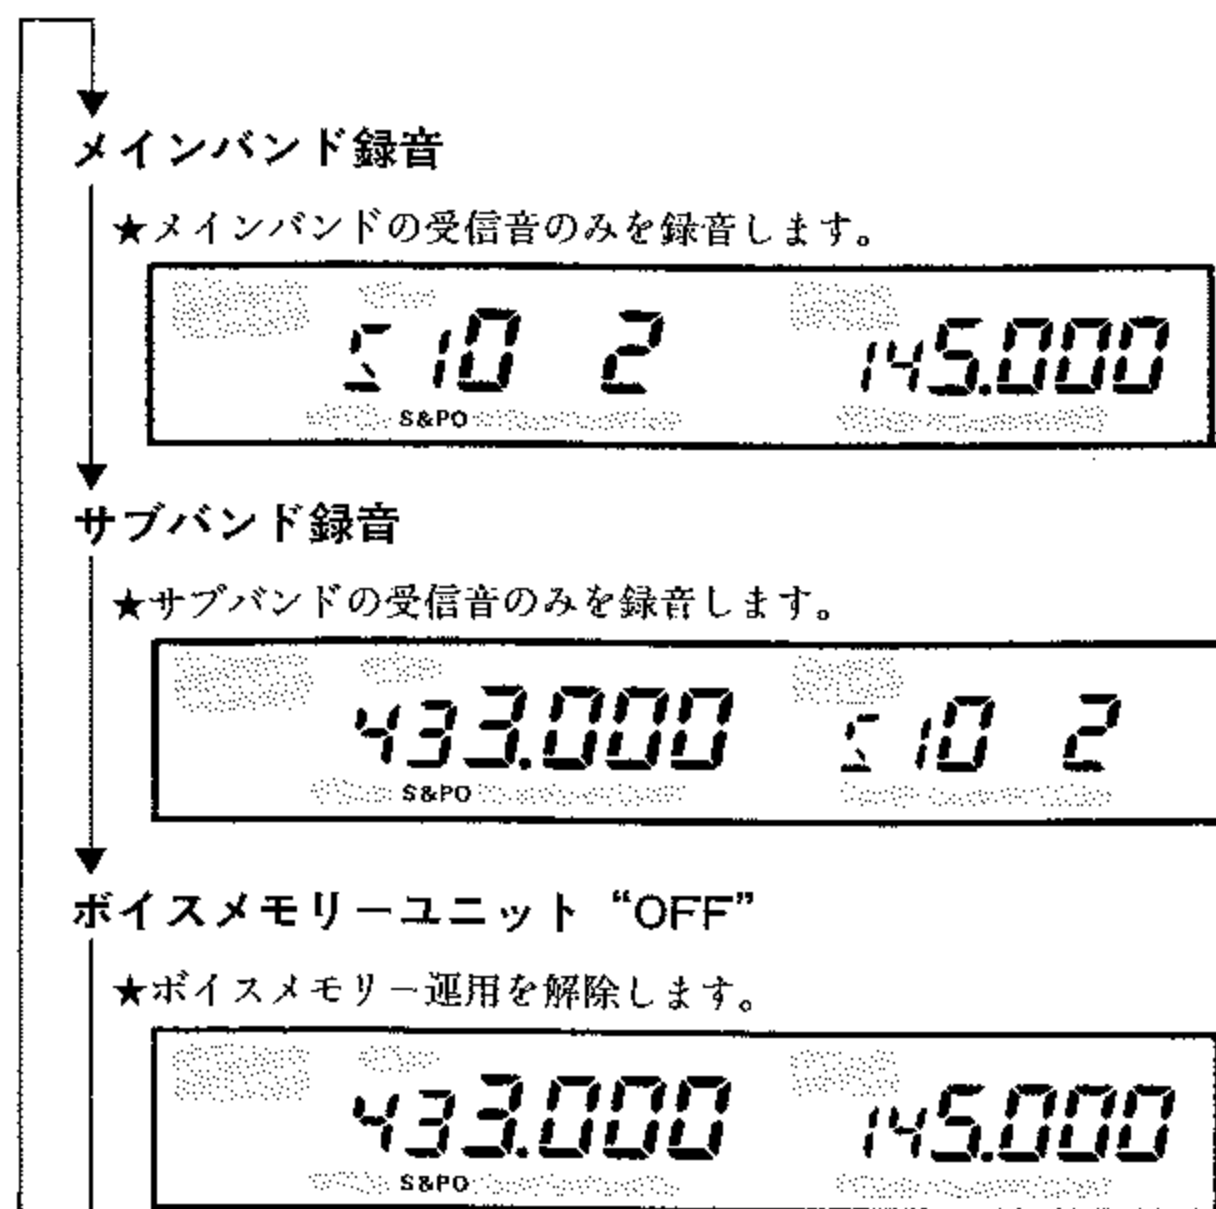 メインバンド録音
★メインバンドの受信音のみを録音します。
10 2 145.000
S&PO
サブバンド録音
★サブバンドの受信音のみを録音します。
433.000 10 2
S&PO
ボイスメモリーユニット “OFF”
★ボイスメモリー運用を解除します。
433.000 145.000
S&PO